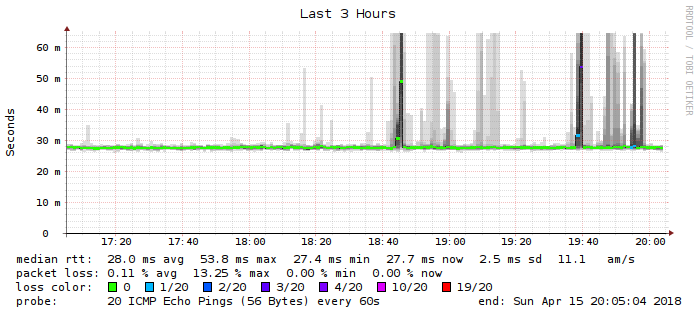 Last 3 Hours
RRDTOOL / TOBI OETIKER
Seconds
60 m
50 m
40 m
30 m
20 m
10 m
0
17:20 17:40 18:00 18:20 18:40 19:00 19:20 19:40 20:00
median rtt: 28.0 ms avg 53.8 ms max 27.4 ms min 27.7 ms now 2.5 ms sd 11.1 am/s
packet loss: 0.11 % avg 13.25 % max 0.00 % min 0.00 % now
loss color: 0 1/20 2/20 3/20 4/20 10/20 19/20
probe: 20 ICMP Echo Pings (56 Bytes) every 60s end: Sun Apr 15 20:05:04 2018